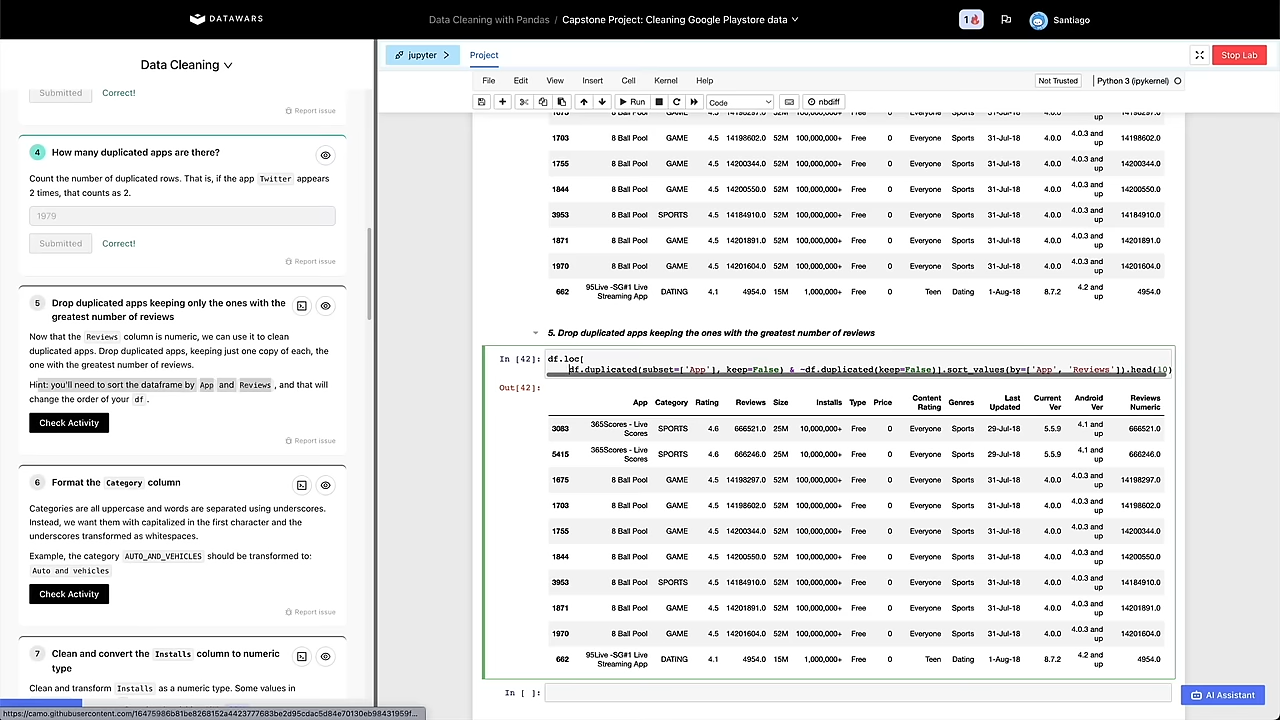 DATAWARS
Data Cleaning with Pandas / Capstone Project: Cleaning Google Playstore data
1
Santiago
Data Cleaning
jupyter
Project
Stop Lab
File Edit View Insert Cell Kernel Help
Not Trusted
Python 3 (ipykernel)
Run
Code
nbdiff
Submitted
Correct!
Report issue
4 How many duplicated apps are there?
Count the number of duplicated rows. That is, if the app Twitter appears
2 times, that counts as 2.
1979
Submitted
Correct!
Report issue
5 Drop duplicated apps keeping only the ones with the
greatest number of reviews
Now that the Reviews column is numeric, we can use it to clean
duplicated apps. Drop duplicated apps, keeping just one copy of each, the
one with the greatest number of reviews.
Hint: you'll need to sort the dataframe by App and Reviews , and that will
change the order of your df .
Check Activity
Report issue
6 Format the Category column
Categories are all uppercase and words are separated using underscores.
Instead, we want them with capitalized in the first character and the
underscores transformed as whitespaces.
Example, the category AUTO_AND_VEHICLES should be transformed to:
Auto and vehicles
Check Activity
Report issue
7 Clean and convert the Installs column to numeric
type
Clean and transform Installs as a numeric type. Some values in
https://camo.githubusercontent.com/16475986b81be8268152a4423777683be2d95cdac5d84e70130eb98431959f...
1675 8 Ball Pool GAME 4.5 14198297.0 52M 100,000,000+ Free 0 Everyone Sports 31-Jul-18 4.0.0 up 14198297.0
1703 8 Ball Pool GAME 4.5 14198602.0 52M 100,000,000+ Free 0 Everyone Sports 31-Jul-18 4.0.0 4.0.3 and up 14198602.0
1755 8 Ball Pool GAME 4.5 14200344.0 52M 100,000,000+ Free 0 Everyone Sports 31-Jul-18 4.0.0 4.0.3 and up 14200344.0
1844 8 Ball Pool GAME 4.5 14200550.0 52M 100,000,000+ Free 0 Everyone Sports 31-Jul-18 4.0.0 4.0.3 and up 14200550.0
3953 8 Ball Pool SPORTS 4.5 14184910.0 52M 100,000,000+ Free 0 Everyone Sports 31-Jul-18 4.0.0 4.0.3 and up 14184910.0
1871 8 Ball Pool GAME 4.5 14201891.0 52M 100,000,000+ Free 0 Everyone Sports 31-Jul-18 4.0.0 4.0.3 and up 14201891.0
1970 8 Ball Pool GAME 4.5 14201604.0 52M 100,000,000+ Free 0 Everyone Sports 31-Jul-18 4.0.0 4.0.3 and up 14201604.0
662 95Live -SG#1 Live Streaming App DATING 4.1 4954.0 15M 1,000,000+ Free 0 Teen Dating 1-Aug-18 8.7.2 4.2 and up 4954.0
5. Drop duplicated apps keeping the ones with the greatest number of reviews
In [42]: df.loc[
df.duplicated(subset=['App'], keep=False) & ~df.duplicated(keep=False)].sort_values(by=['App', 'Reviews']).head(10)
Out[42]:
App Category Rating Reviews Size Installs Type Price Content Rating Genres Last Updated Current Ver Android Ver Reviews Numeric
3083 365Scores - Live Scores SPORTS 4.6 666521.0 25M 10,000,000+ Free 0 Everyone Sports 29-Jul-18 5.5.9 4.1 and up 666521.0
5415 365Scores - Live Scores SPORTS 4.6 666246.0 25M 10,000,000+ Free 0 Everyone Sports 29-Jul-18 5.5.9 4.1 and up 666246.0
1675 8 Ball Pool GAME 4.5 14198297.0 52M 100,000,000+ Free 0 Everyone Sports 31-Jul-18 4.0.0 4.0.3 and up 14198297.0
1703 8 Ball Pool GAME 4.5 14198602.0 52M 100,000,000+ Free 0 Everyone Sports 31-Jul-18 4.0.0 4.0.3 and up 14198602.0
1755 8 Ball Pool GAME 4.5 14200344.0 52M 100,000,000+ Free 0 Everyone Sports 31-Jul-18 4.0.0 4.0.3 and up 14200344.0
1844 8 Ball Pool GAME 4.5 14200550.0 52M 100,000,000+ Free 0 Everyone Sports 31-Jul-18 4.0.0 4.0.3 and up 14200550.0
3953 8 Ball Pool SPORTS 4.5 14184910.0 52M 100,000,000+ Free 0 Everyone Sports 31-Jul-18 4.0.0 4.0.3 and up 14184910.0
1871 8 Ball Pool GAME 4.5 14201891.0 52M 100,000,000+ Free 0 Everyone Sports 31-Jul-18 4.0.0 4.0.3 and up 14201891.0
1970 8 Ball Pool GAME 4.5 14201604.0 52M 100,000,000+ Free 0 Everyone Sports 31-Jul-18 4.0.0 4.0.3 and up 14201604.0
662 95Live -SG#1 Live Streaming App DATING 4.1 4954.0 15M 1,000,000+ Free 0 Teen Dating 1-Aug-18 8.7.2 4.2 and up 4954.0
In [ ]:
AI Assistant